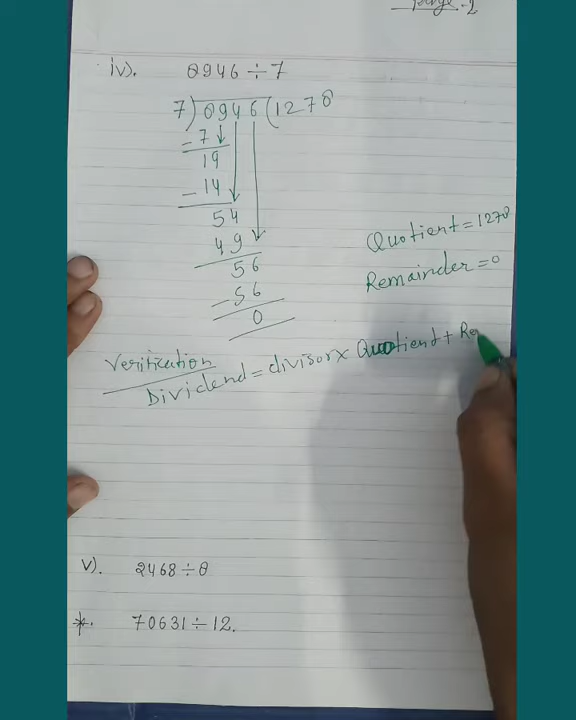 Page-2
iv). 8946 ÷ 7
7) 8946 (1278
- 7
19
- 14
54
49
56
- 56
0
Quotient = 1278
Remainder = 0
Verification
Dividend = divisor x Quotient + Re
v). 2468 ÷ 8
*. 70631 ÷ 12.